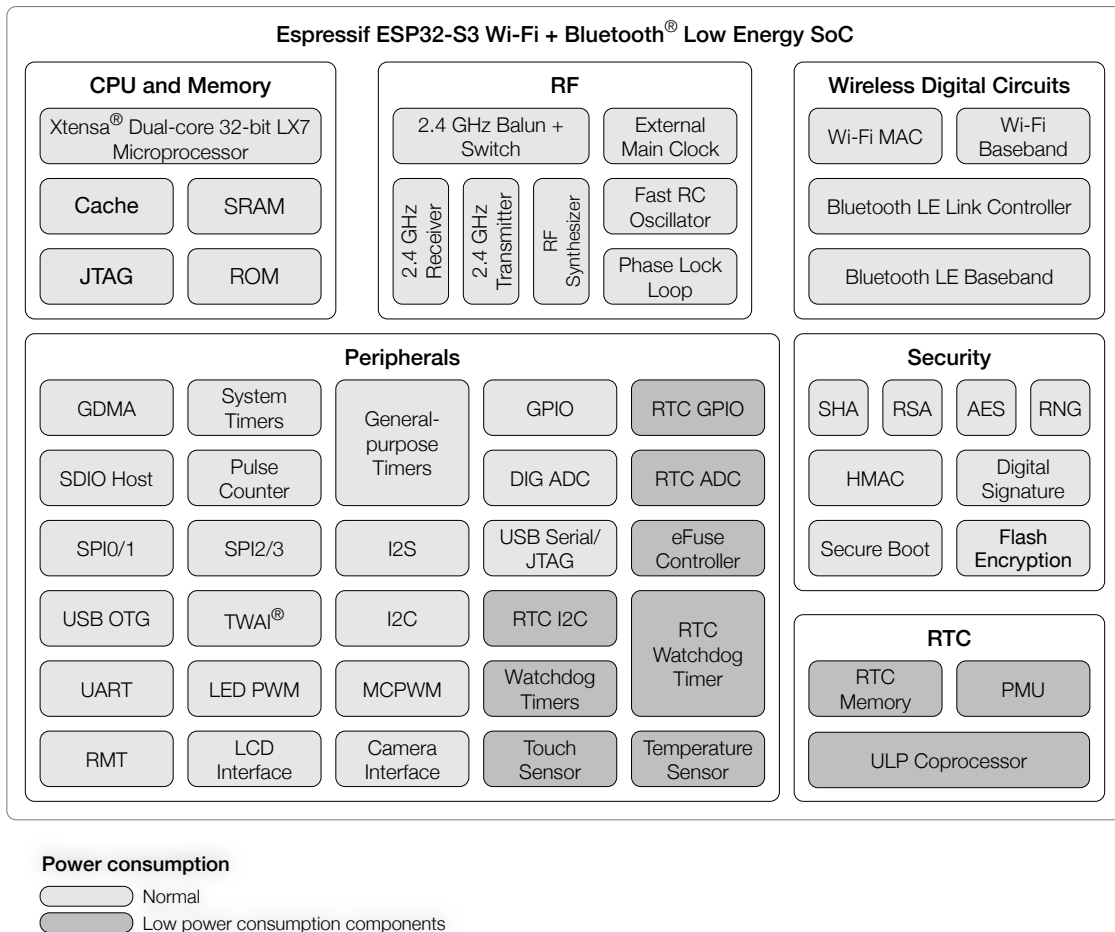 Espressif ESP32-S3 Wi-Fi + Bluetooth® Low Energy SoC
CPU and Memory
Xtensa® Dual-core 32-bit LX7
Microprocessor
Cache
SRAM
JTAG
ROM
RF
2.4 GHz Balun +
Switch
External
Main Clock
2.4 GHz
Receiver
2.4 GHz
Transmitter
RF
Synthesizer
Fast RC
Oscillator
Phase Lock
Loop
Wireless Digital Circuits
Wi-Fi MAC
Wi-Fi
Baseband
Bluetooth LE Link Controller
Bluetooth LE Baseband
Peripherals
GDMA
System
Timers
General-
purpose
Timers
GPIO
RTC GPIO
SDIO Host
Pulse
Counter
DIG ADC
RTC ADC
SPI0/1
SPI2/3
I2S
USB Serial/
JTAG
eFuse
Controller
USB OTG
TWAI®
I2C
RTC I2C
RTC
Watchdog
Timer
UART
LED PWM
MCPWM
Watchdog
Timers
RMT
LCD
Interface
Camera
Interface
Touch
Sensor
Temperature
Sensor
Security
SHA
RSA
AES
RNG
HMAC
Digital
Signature
Secure Boot
Flash
Encryption
RTC
RTC
Memory
PMU
ULP Coprocessor
Power consumption
Normal
Low power consumption components